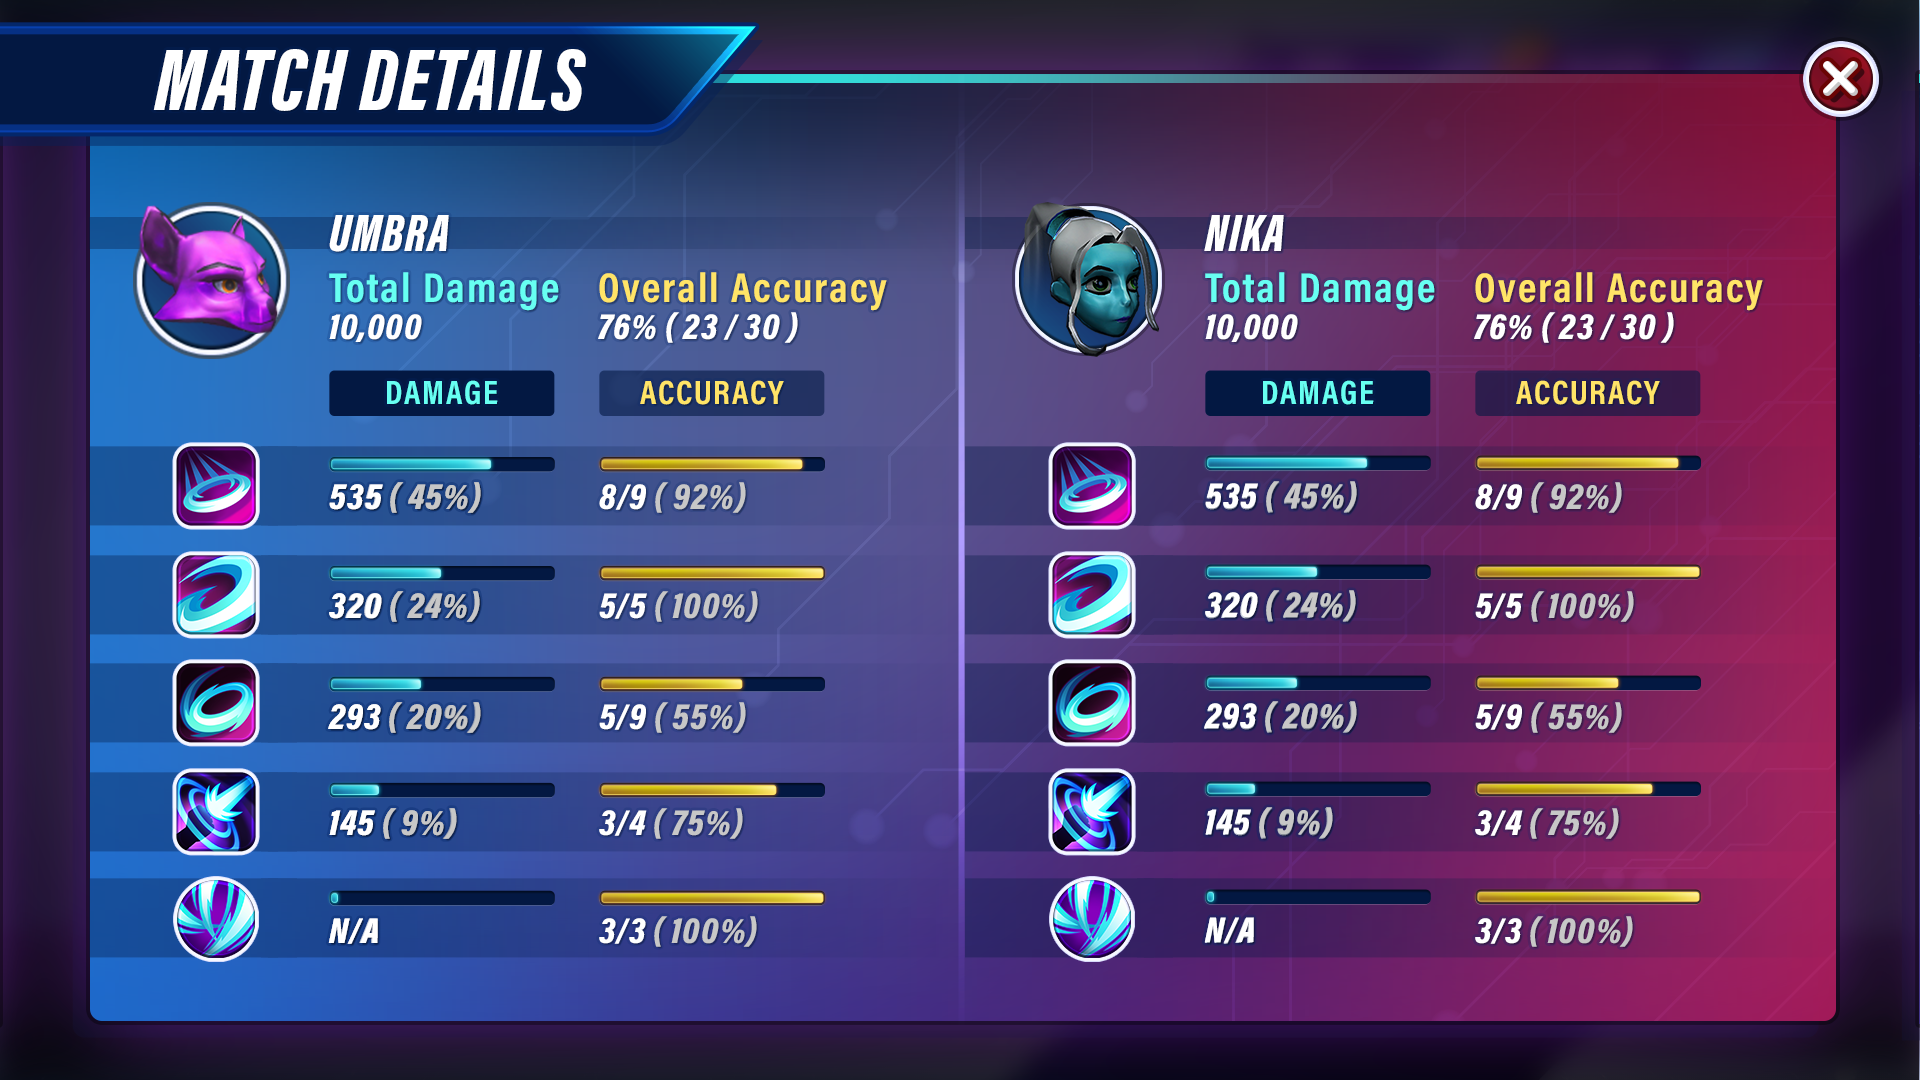 MATCH DETAILS
UMBRA
Total Damage Overall Accuracy
10,000 76% ( 23 / 30 )
DAMAGE ACCURACY
535 ( 45%) 8/9 ( 92%)
320 ( 24%) 5/5 ( 100%)
293 ( 20%) 5/9 ( 55%)
145 ( 9%) 3/4 ( 75%)
N/A 3/3 ( 100%)
NIKA
Total Damage Overall Accuracy
10,000 76% ( 23 / 30 )
DAMAGE ACCURACY
535 ( 45%) 8/9 ( 92%)
320 ( 24%) 5/5 ( 100%)
293 ( 20%) 5/9 ( 55%)
145 ( 9%) 3/4 ( 75%)
N/A 3/3 ( 100%)